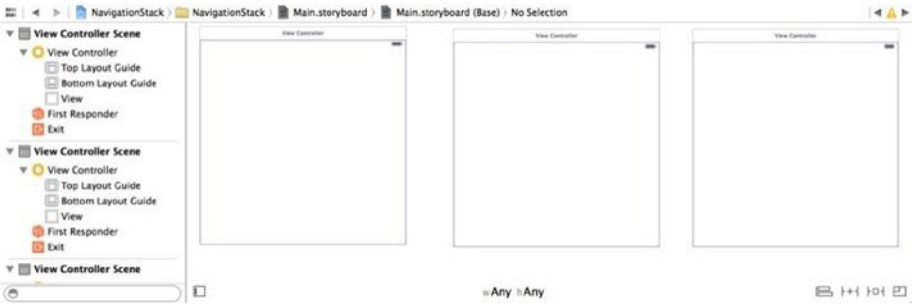 NavigationStack NavigationStack Main.storyboard Main.storyboard (Base) No Selection
View Controller Scene
View Controller
Top Layout Guide
Bottom Layout Guide
View
First Responder
Exit
View Controller Scene
View Controller
Top Layout Guide
Bottom Layout Guide
View
First Responder
Exit
View Controller Scene
View Controller
View Controller
View Controller
wAny hAny